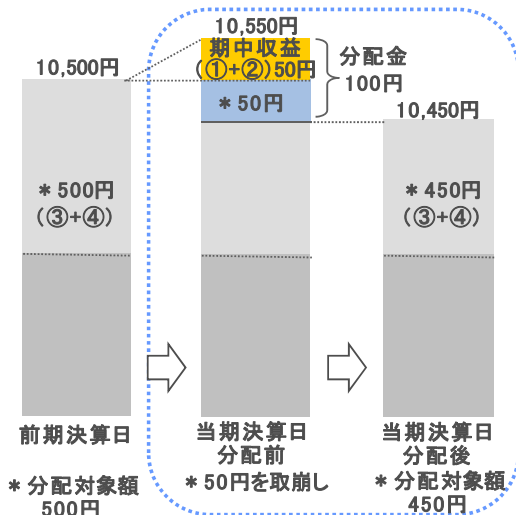 10,500円
＊500円
(③+④)
前期決算日
＊分配対象額
500円
10,550円
期中収益
(①+②)50円
＊50円
分配金
100円
当期決算日
分配前
＊50円を取崩し
10,450円
＊450円
(③+④)
当期決算日
分配後
＊分配対象額
450円